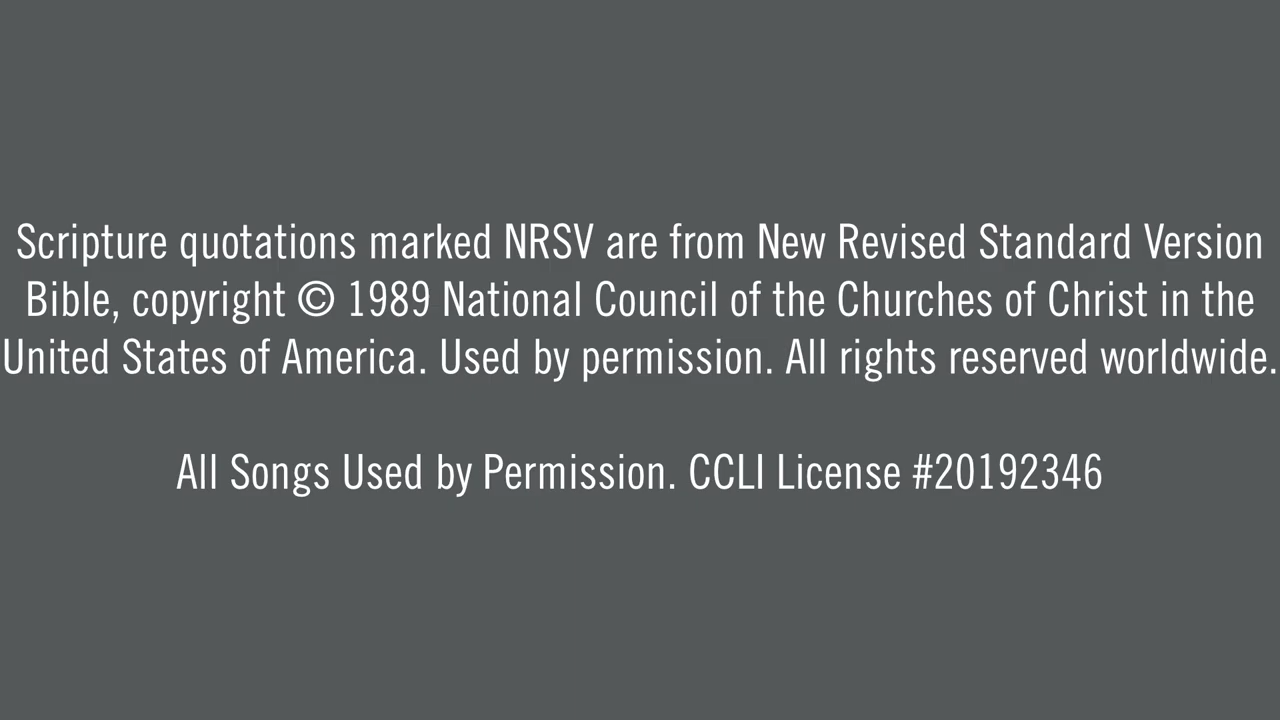 Scripture quotations marked NRSV are from New Revised Standard Version
Bible, copyright © 1989 National Council of the Churches of Christ in the
United States of America. Used by permission. All rights reserved worldwide.
All Songs Used by Permission. CCLI License #20192346